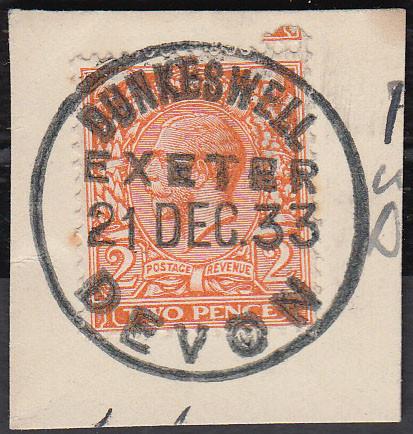 DUNKESWELL
EXETER
21 DEC. 33
2 POSTAGE REVENUE 2
TWO PENCE
DEVON